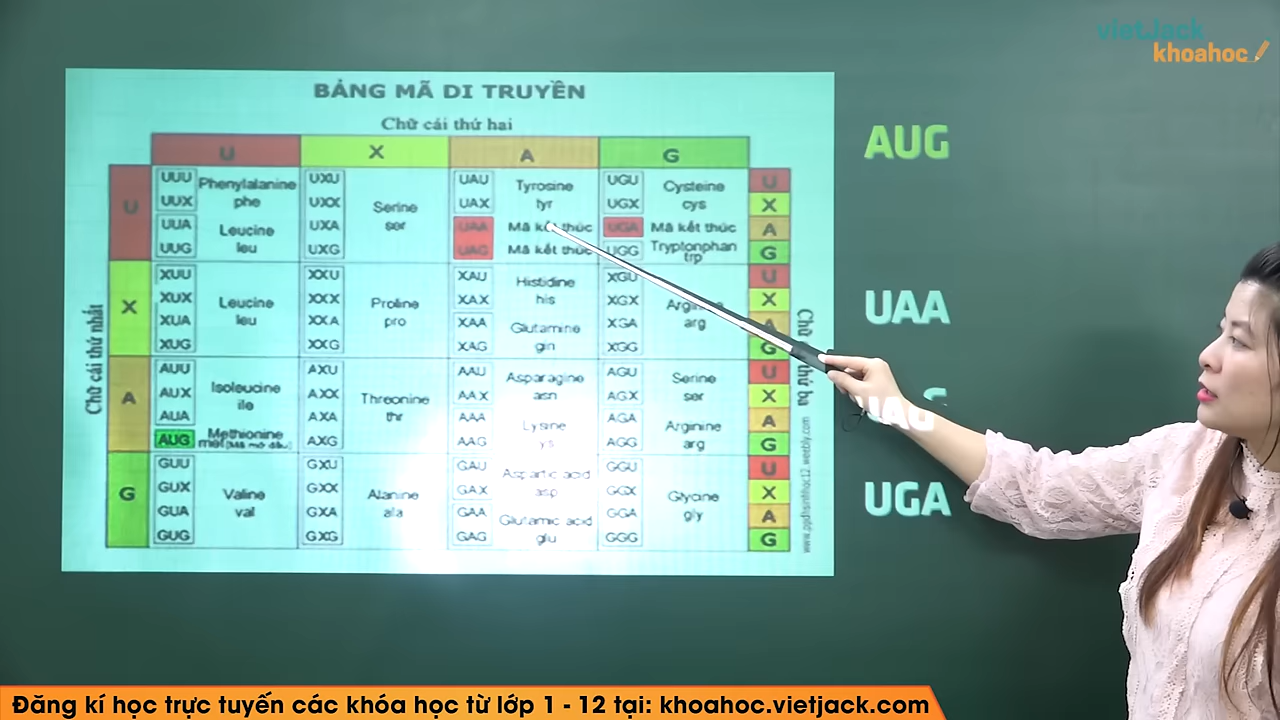 vietJack
khoahoc
BẢNG MÃ DI TRUYỀN
Chữ cái thứ hai
U X A G
Chữ cái thứ nhất
U
UUU
UUX
Phenylalanine
phe
UUA
UUG
Leucine
leu
UXU
UXX
UXA
UXG
Serine
ser
UAU
UAX
Tyrosine
tyr
UAA
Mã kết thúc
UAG
Mã kết thúc
UGU
UGX
Cysteine
cys
UGA
Mã kết thúc
UGG
Tryptonphan
trp
U
X
A
G
X
XUU
XUX
XUA
XUG
Leucine
leu
XXU
XXX
XXA
XXG
Proline
pro
XAU
XAX
Histidine
his
XAA
XAG
Glutamine
gin
XGU
XGX
XGA
XGG
arg
U
X
A
G
A
AUU
AUX
AUA
Isoleucine
ile
AUG
Methionine
met(Mã mở đầu)
AXU
AXX
AXA
AXG
Threonine
thr
AAU
AAX
Asparagine
asn
AAA
AAG
Lysine
ys
AGU
AGX
Serine
ser
AGA
AGG
Arginine
arg
U
X
A
G
G
GUU
GUX
GUA
GUG
Valine
val
GXU
GXX
GXA
GXG
Alanine
ala
GAU
GAX
Aspartic acid
asp
GAA
GAG
Glutamic acid
glu
GGU
GGX
GGA
GGG
Glycine
gly
U
X
A
G
Chữ thứ ba
AUG
UAA
UAG
UGA
Đăng kí học trực tuyến các khóa học từ lớp 1 - 12 tại: khoahoc.vietjack.com